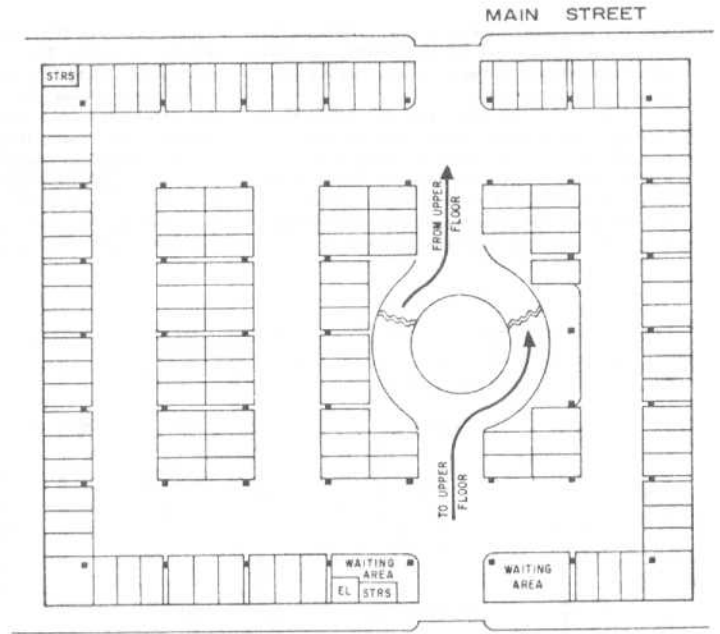 MAIN STREET
STRS
FROM UPPER
FLOOR
TO UPPER
FLOOR
WAITING
AREA
EL
STRS
WAITING
AREA